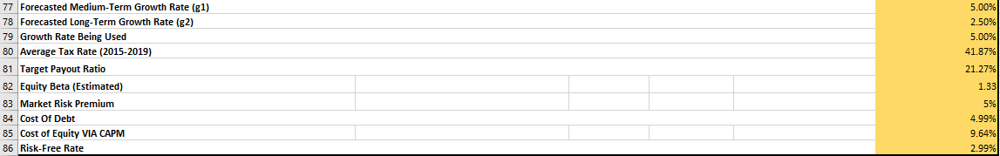 77 Forecasted Medium-Term Growth Rate (g1) 5.00%
78 Forecasted Long-Term Growth Rate (g2) 2.50%
79 Growth Rate Being Used 5.00%
80 Average Tax Rate (2015-2019) 41.87%
81 Target Payout Ratio 21.27%
82 Equity Beta (Estimated) 1.33
83 Market Risk Premium 5%
84 Cost Of Debt 4.99%
85 Cost of Equity VIA CAPM 9.64%
86 Risk-Free Rate 2.99%